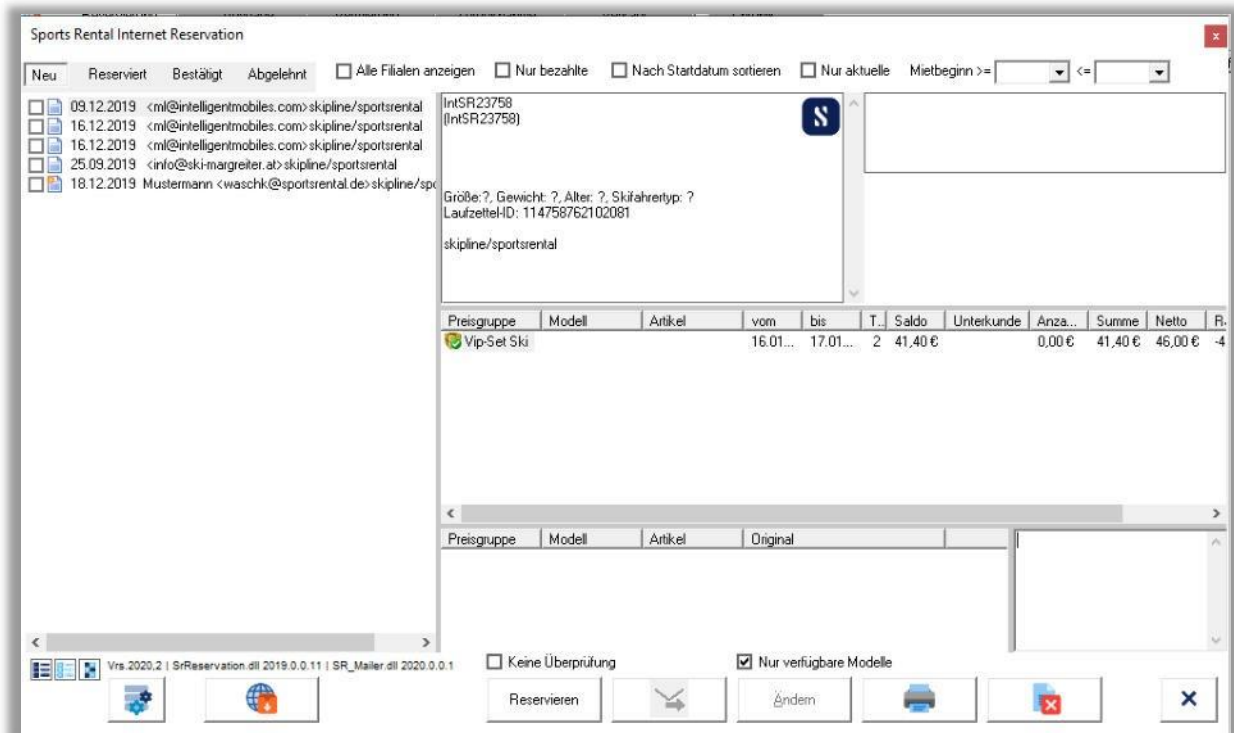 Sports Rental Internet Reservation
x
Neu Reserviert Bestätigt Abgelehnt Alle Filialen anzeigen Nur bezahlte Nach Startdatum sortieren Nur aktuelle Mietbeginn >= <=
09.12.2019 <ml@intelligentmobiles.com>skipline/sportsrental
16.12.2019 <ml@intelligentmobiles.com>skipline/sportsrental
16.12.2019 <ml@intelligentmobiles.com>skipline/sportsrental
25.09.2019 <info@ski-margreiter.at>skipline/sportsrental
18.12.2019 Mustermann <waschk@sportsrental.de>skipline/spo
IntSR23758
(IntSR23758)
S
Größe:?, Gewicht: ?, Alter: ?, Skifahrertyp: ?
Laufzettel-ID: 114758762102081
skipline/sportsrental
Preisgruppe Modell Artikel vom bis T.. Saldo Unterkunde Anza... Summe Netto R.
Vip-Set Ski 16.01... 17.01... 2 41,40 € 0,00 € 41,40 € 46,00 € -4
Preisgruppe Modell Artikel Original
Vrs.2020,2 | SrReservation.dll 2019.0.0.11 | SR_Mailer.dll 2020.0.0.1
Keine Überprüfung Nur verfügbare Modelle
Reservieren Ändern